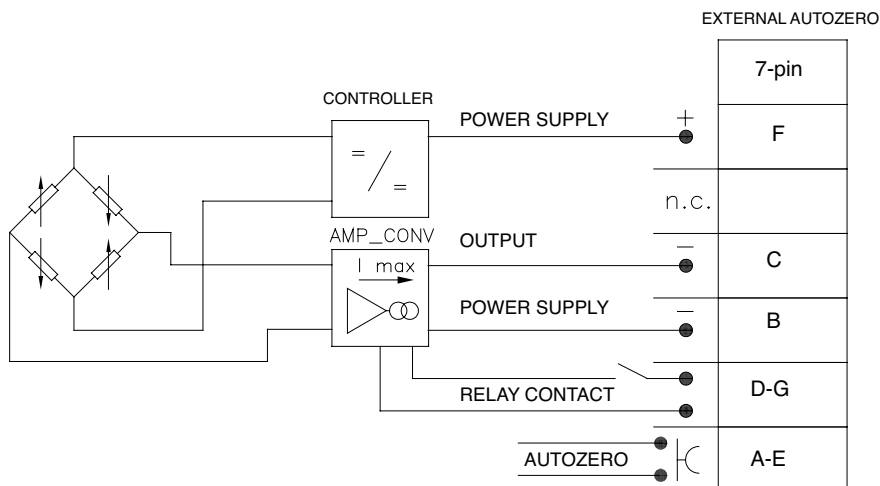 EXTERNAL AUTOZERO
7-pin
CONTROLLER
POWER SUPPLY
+
F
=
/
=
n.c.
AMP_CONV
OUTPUT
–
C
I max
POWER SUPPLY
–
B
RELAY CONTACT
D-G
AUTOZERO
A-E